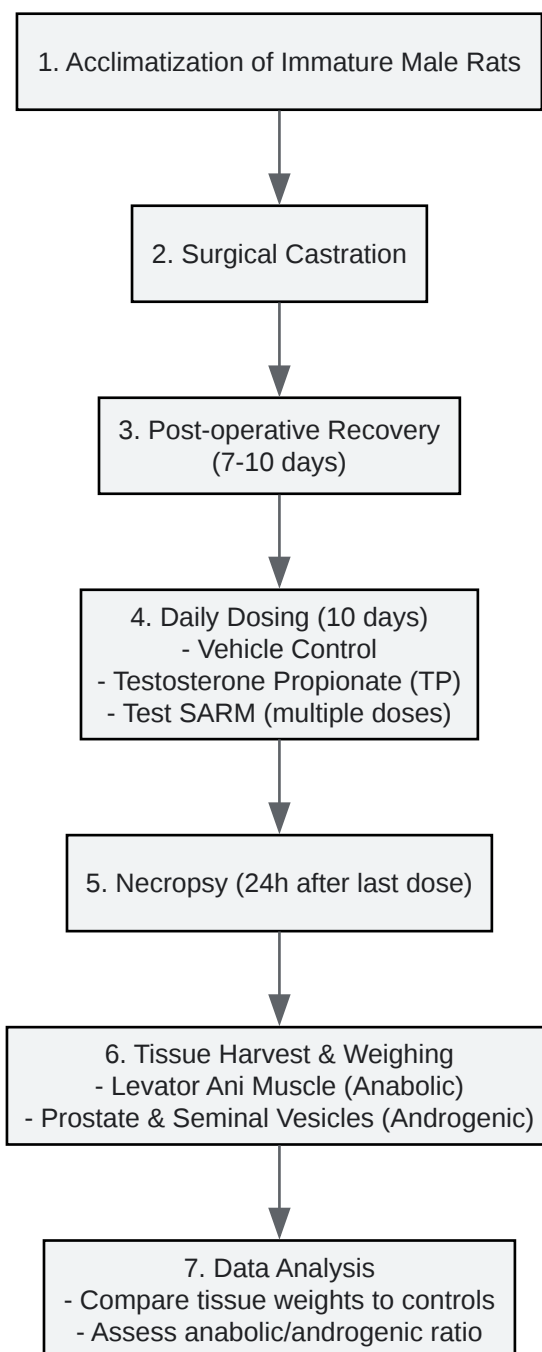 1. Acclimatization of Immature Male Rats
2. Surgical Castration
3. Post-operative Recovery
(7-10 days)
4. Daily Dosing (10 days)
- Vehicle Control
- Testosterone Propionate (TP)
- Test SARM (multiple doses)
5. Necropsy (24h after last dose)
6. Tissue Harvest & Weighing
- Levator Ani Muscle (Anabolic)
- Prostate & Seminal Vesicles (Androgenic)
7. Data Analysis
- Compare tissue weights to controls
- Assess anabolic/androgenic ratio